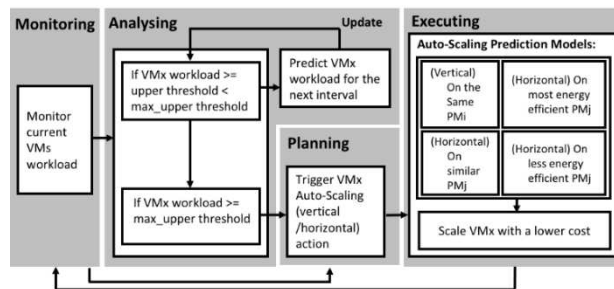 Monitoring
Monitor
current
VMs
workload
Analysing
Update
If VMx workload >=
upper threshold <
max_upper threshold
Predict VMx
workload for the
next interval
If VMx workload >=
max_upper threshold
Planning
Trigger VMx
Auto-Scaling
(vertical
/horizontal)
action
Executing
Auto-Scaling Prediction Models:
(Vertical)
On the
Same
PMi
(Horizontal) On
most energy
efficient PMj
(Horizontal)
On
similar
PMj
(Horizontal) On
less energy
efficient PMj
Scale VMx with a lower cost